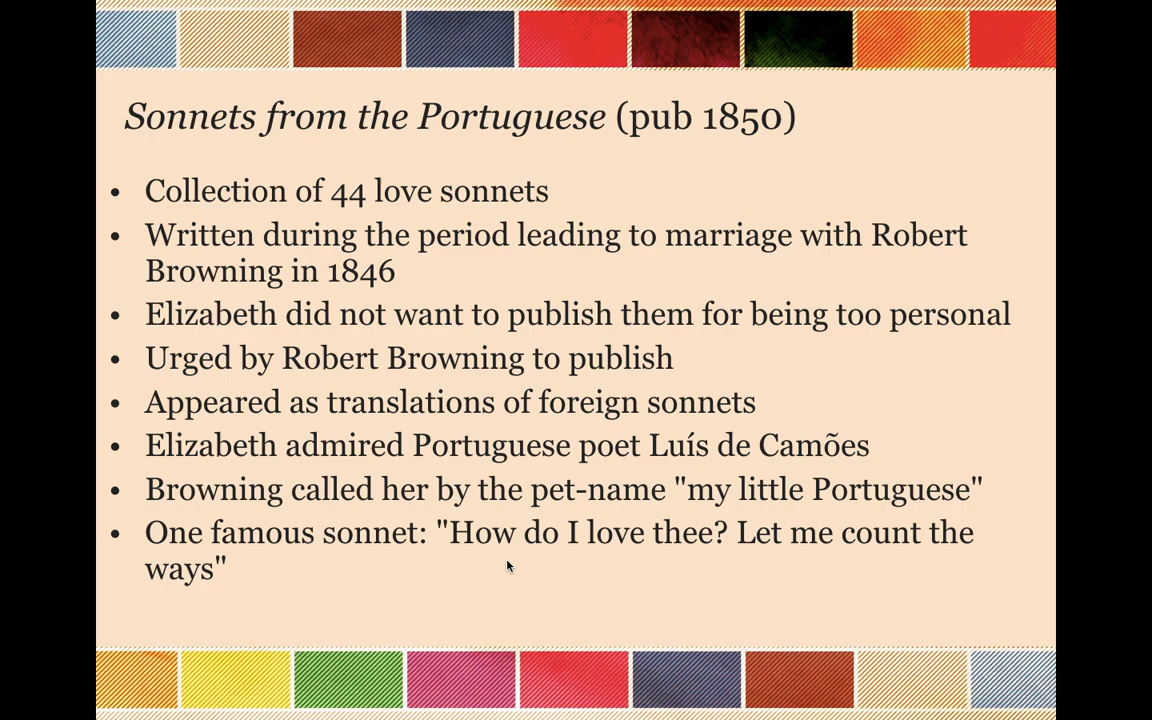 Sonnets from the Portuguese (pub 1850)
• Collection of 44 love sonnets
• Written during the period leading to marriage with Robert
Browning in 1846
• Elizabeth did not want to publish them for being too personal
• Urged by Robert Browning to publish
• Appeared as translations of foreign sonnets
• Elizabeth admired Portuguese poet Luís de Camões
• Browning called her by the pet-name "my little Portuguese"
• One famous sonnet: "How do I love thee? Let me count the
ways"